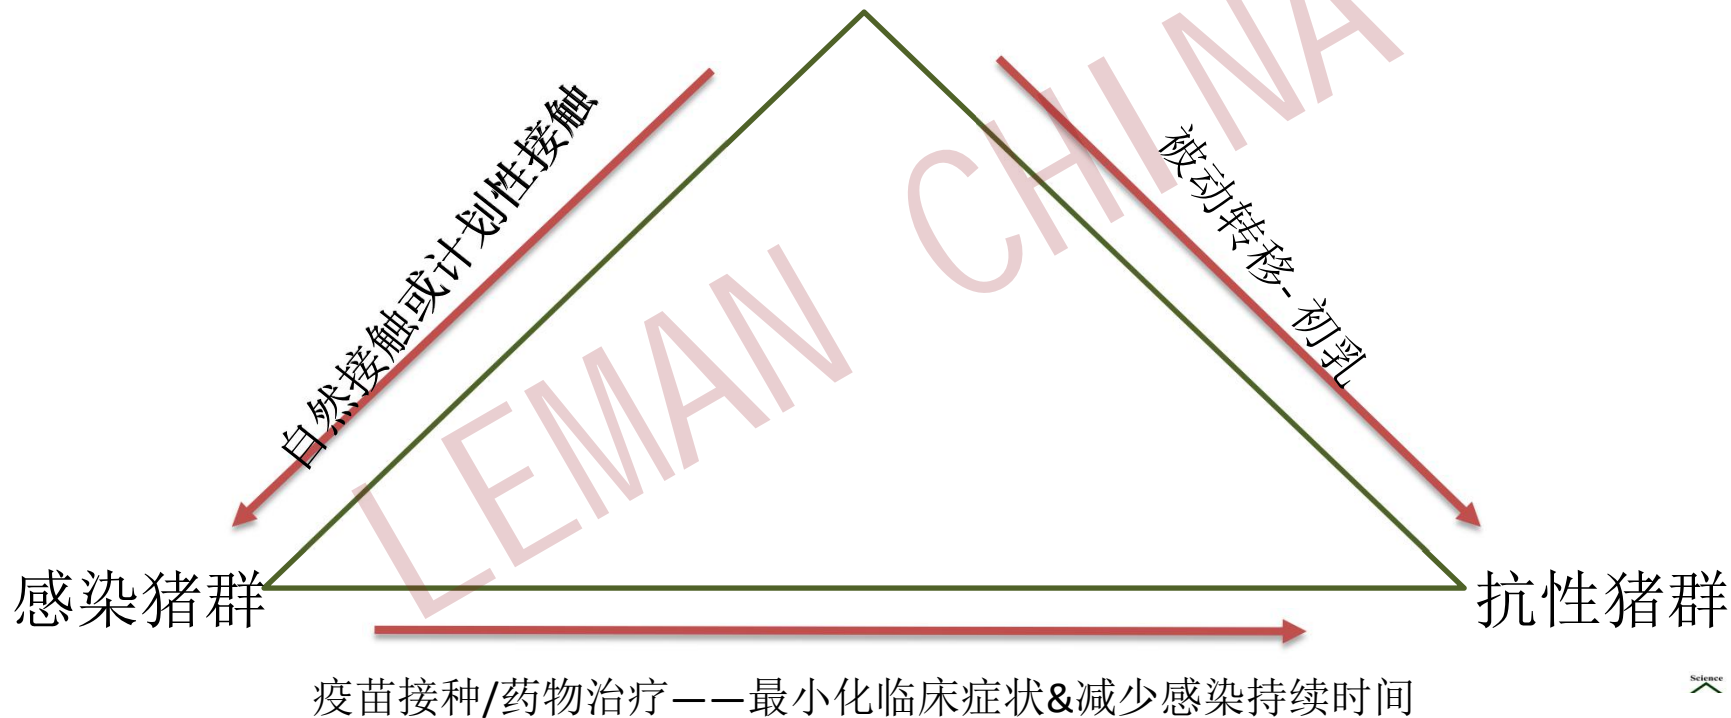 自然接触或计划性接触
被动转移- 初乳
LEMAN CHINA
感染猪群
抗性猪群
疫苗接种/药物治疗——最小化临床症状&减少感染持续时间
Science